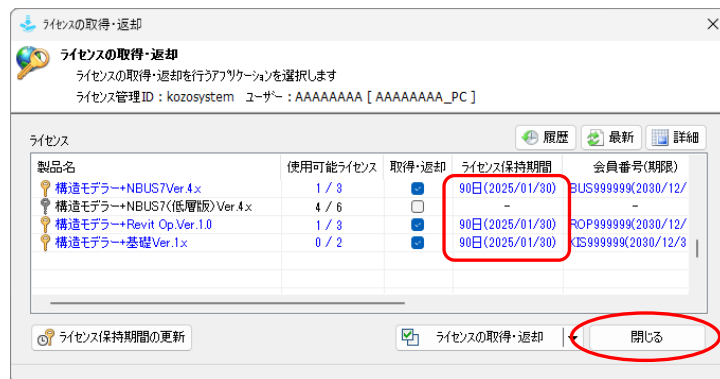 ライセンスの取得・返却
ライセンスの取得・返却
ライセンスの取得・返却を行うアプリケーションを選択します
ライセンス管理ID：kozosystem ユーザー：AAAAAAAA [ AAAAAAAA_PC ]
ライセンス 履歴 最新 詳細
製品名 使用可能ライセンス 取得・返却 ライセンス保持期間 会員番号(期限)
構造モデラー+NBUS7Ver.4.x 1 / 3 90日(2025/01/30) BUS999999(2030/12/
構造モデラー+NBUS7(低層版)Ver.4.x 4 / 6 - -
構造モデラー+Revit Op.Ver.1.0 1 / 3 90日(2025/01/30) ROP999999(2030/12/
構造モデラー+基礎Ver.1.x 0 / 2 90日(2025/01/30) KIS999999(2030/12/3
ライセンス保持期間の更新 ライセンスの取得・返却 閉じる